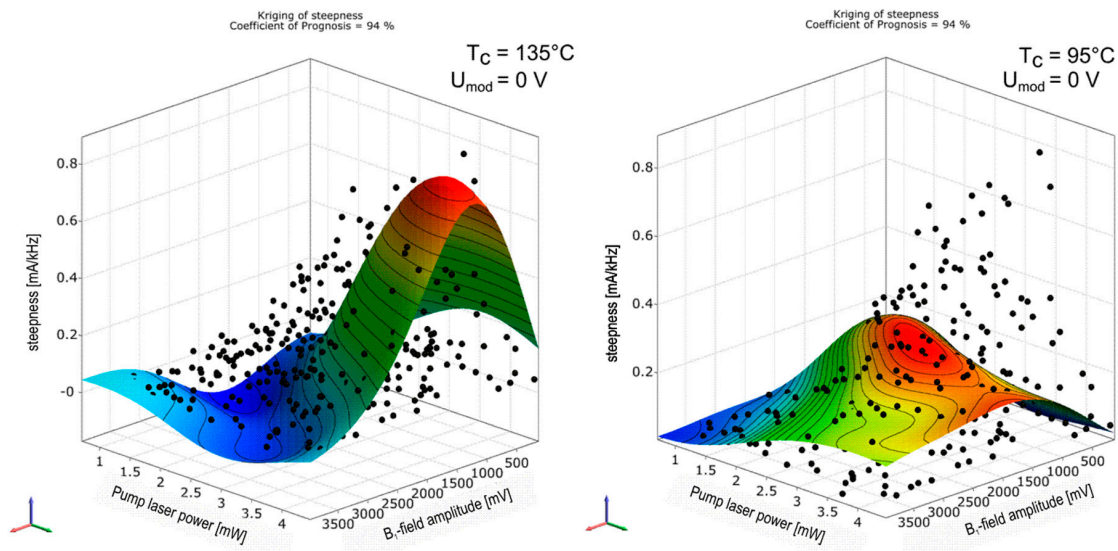 Kriging of steepness
Coefficient of Prognosis = 94 %
T_C = 135°C
U_mod = 0 V
0.8
0.6
0.4
0.2
-0
steepness [mA/kHz]
1
1.5
2
2.5
3
3.5
4
Pump laser power [mW]
3500
3000
2500
2000
1500
1000
500
B₁-field amplitude [mV]
Kriging of steepness
Coefficient of Prognosis = 94 %
T_C = 95°C
U_mod = 0 V
0.8
0.6
0.4
0.2
steepness [mA/kHz]
1
1.5
2
2.5
3
3.5
4
Pump laser power [mW]
3500
3000
2500
2000
1500
1000
500
B₁-field amplitude [mV]